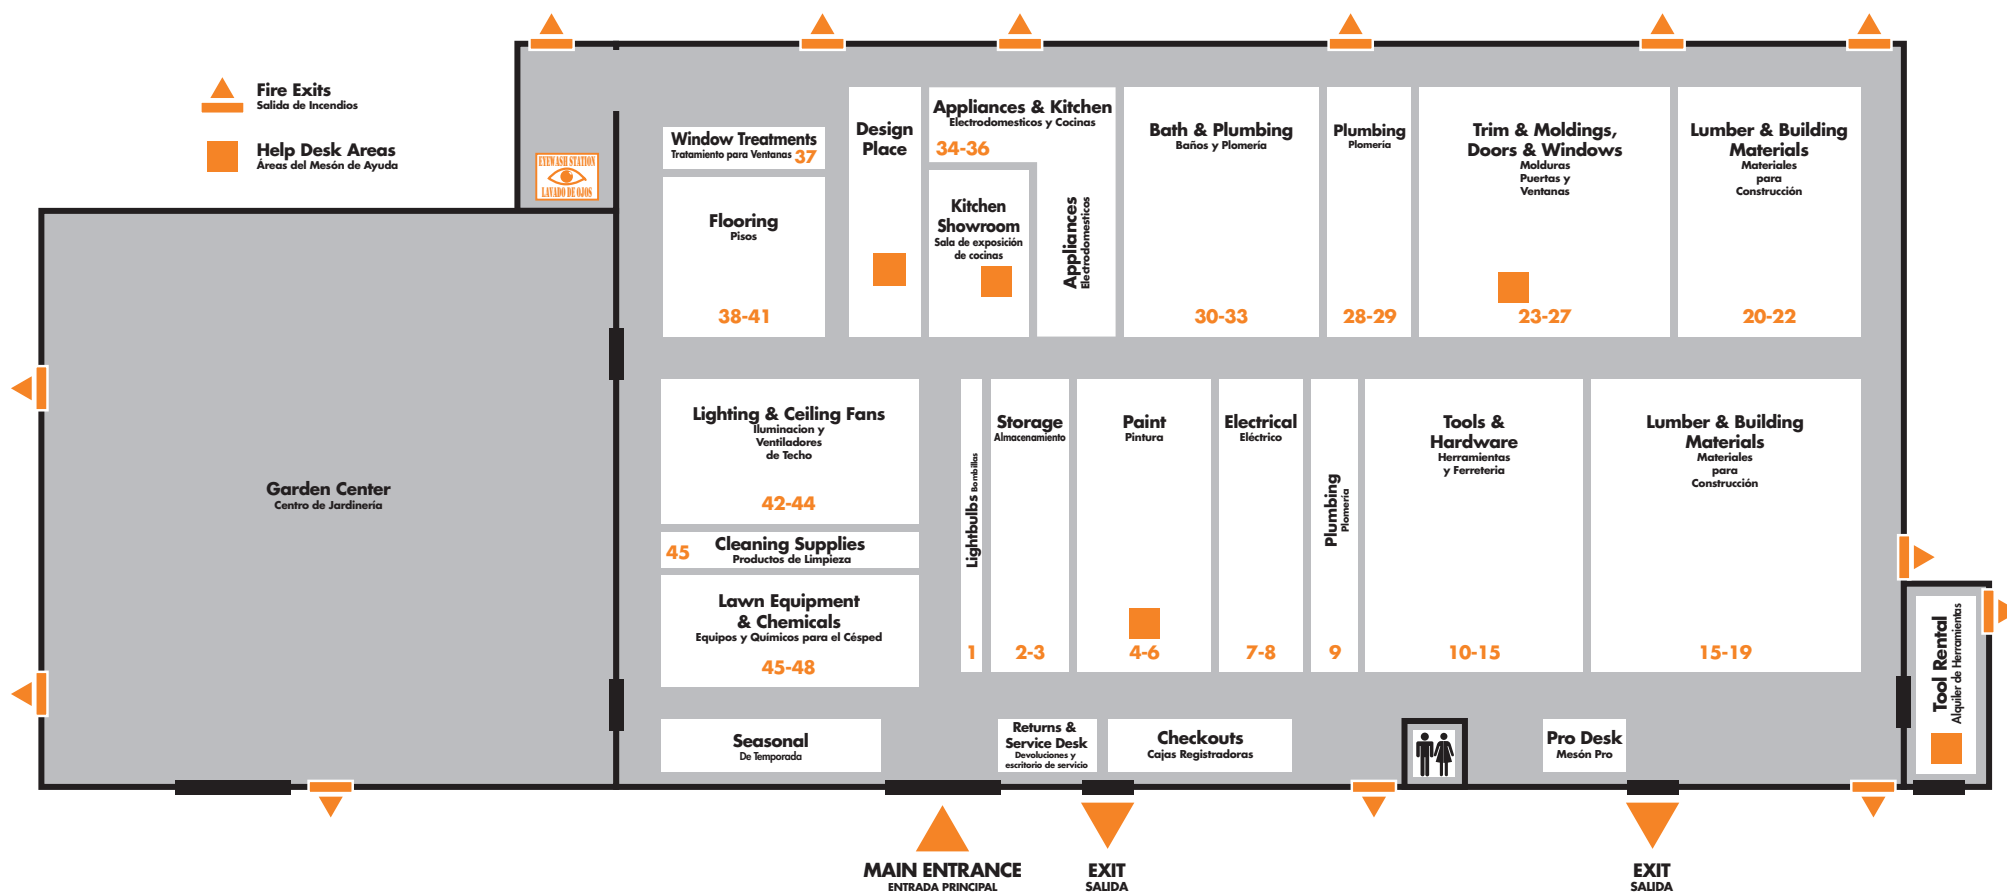 Fire Exits
Salida de Incendios
Help Desk Areas
Áreas del Mesón de Ayuda
EYEWASH STATION
LAVADO DE OJOS
Window Treatments
Tratamiento para Ventanas 37
Flooring
Pisos
38-41
Design
Place
Appliances & Kitchen
Electrodomesticos y Cocinas
34-36
Kitchen
Showroom
Sala de exposición
de cocinas
Appliances
Electrodomesticos
Bath & Plumbing
Baños y Plomería
30-33
Plumbing
Plomería
28-29
Trim & Moldings,
Doors & Windows
Molduras
Puertas y
Ventanas
23-27
Lumber & Building
Materials
Materiales
para
Construcción
20-22
Garden Center
Centro de Jardinería
Lighting & Ceiling Fans
Iluminacion y
Ventiladores
de Techo
42-44
45
Cleaning Supplies
Productos de Limpieza
Lawn Equipment
& Chemicals
Equipos y Químicos para el Césped
45-48
Lightbulbs Bombillas
1
Storage
Almacenamiento
2-3
Paint
Pintura
4-6
Electrical
Eléctrico
7-8
Plumbing
Plomería
9
Tools &
Hardware
Herramientas
y Ferreteria
10-15
Lumber & Building
Materials
Materiales
para
Construcción
15-19
Tool Rental
Alquiler de Herramientas
Seasonal
De Temporada
Returns &
Service Desk
Devoluciones y
escritorio de servicio
Checkouts
Cajas Registradoras
Pro Desk
Mesón Pro
MAIN ENTRANCE
ENTRADA PRINCIPAL
EXIT
SALIDA
EXIT
SALIDA